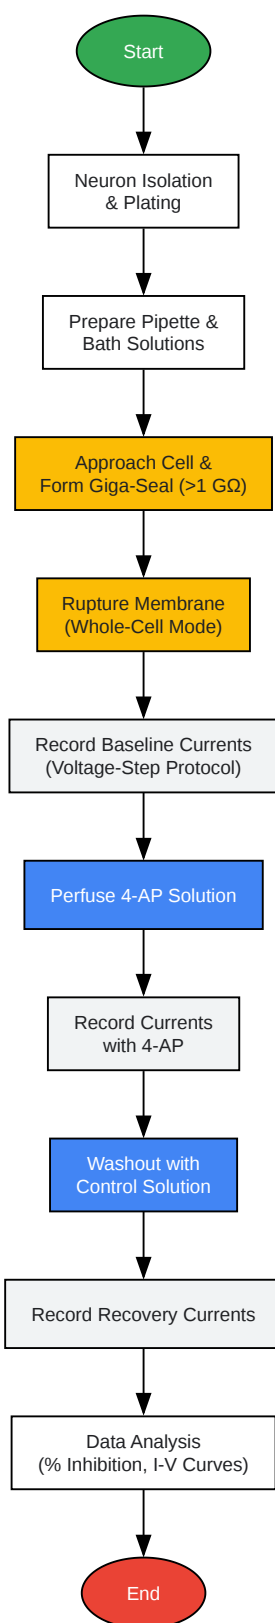 Start
Neuron Isolation
& Plating
Prepare Pipette &
Bath Solutions
Approach Cell &
Form Giga-Seal (>1 GΩ)
Rupture Membrane
(Whole-Cell Mode)
Record Baseline Currents
(Voltage-Step Protocol)
Perfuse 4-AP Solution
Record Currents
with 4-AP
Washout with
Control Solution
Record Recovery Currents
Data Analysis
(% Inhibition, I-V Curves)
End